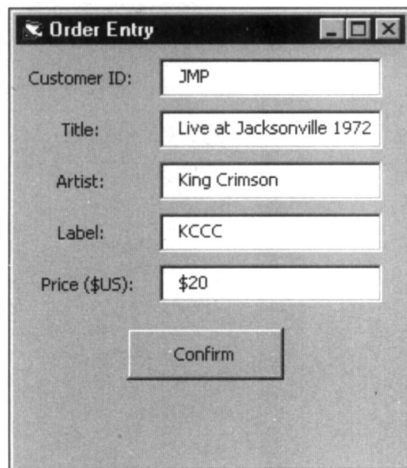 Order Entry
Customer ID: JMP
Title: Live at Jacksonville 1972
Artist: King Crimson
Label: KCCC
Price ($US): $20
Confirm